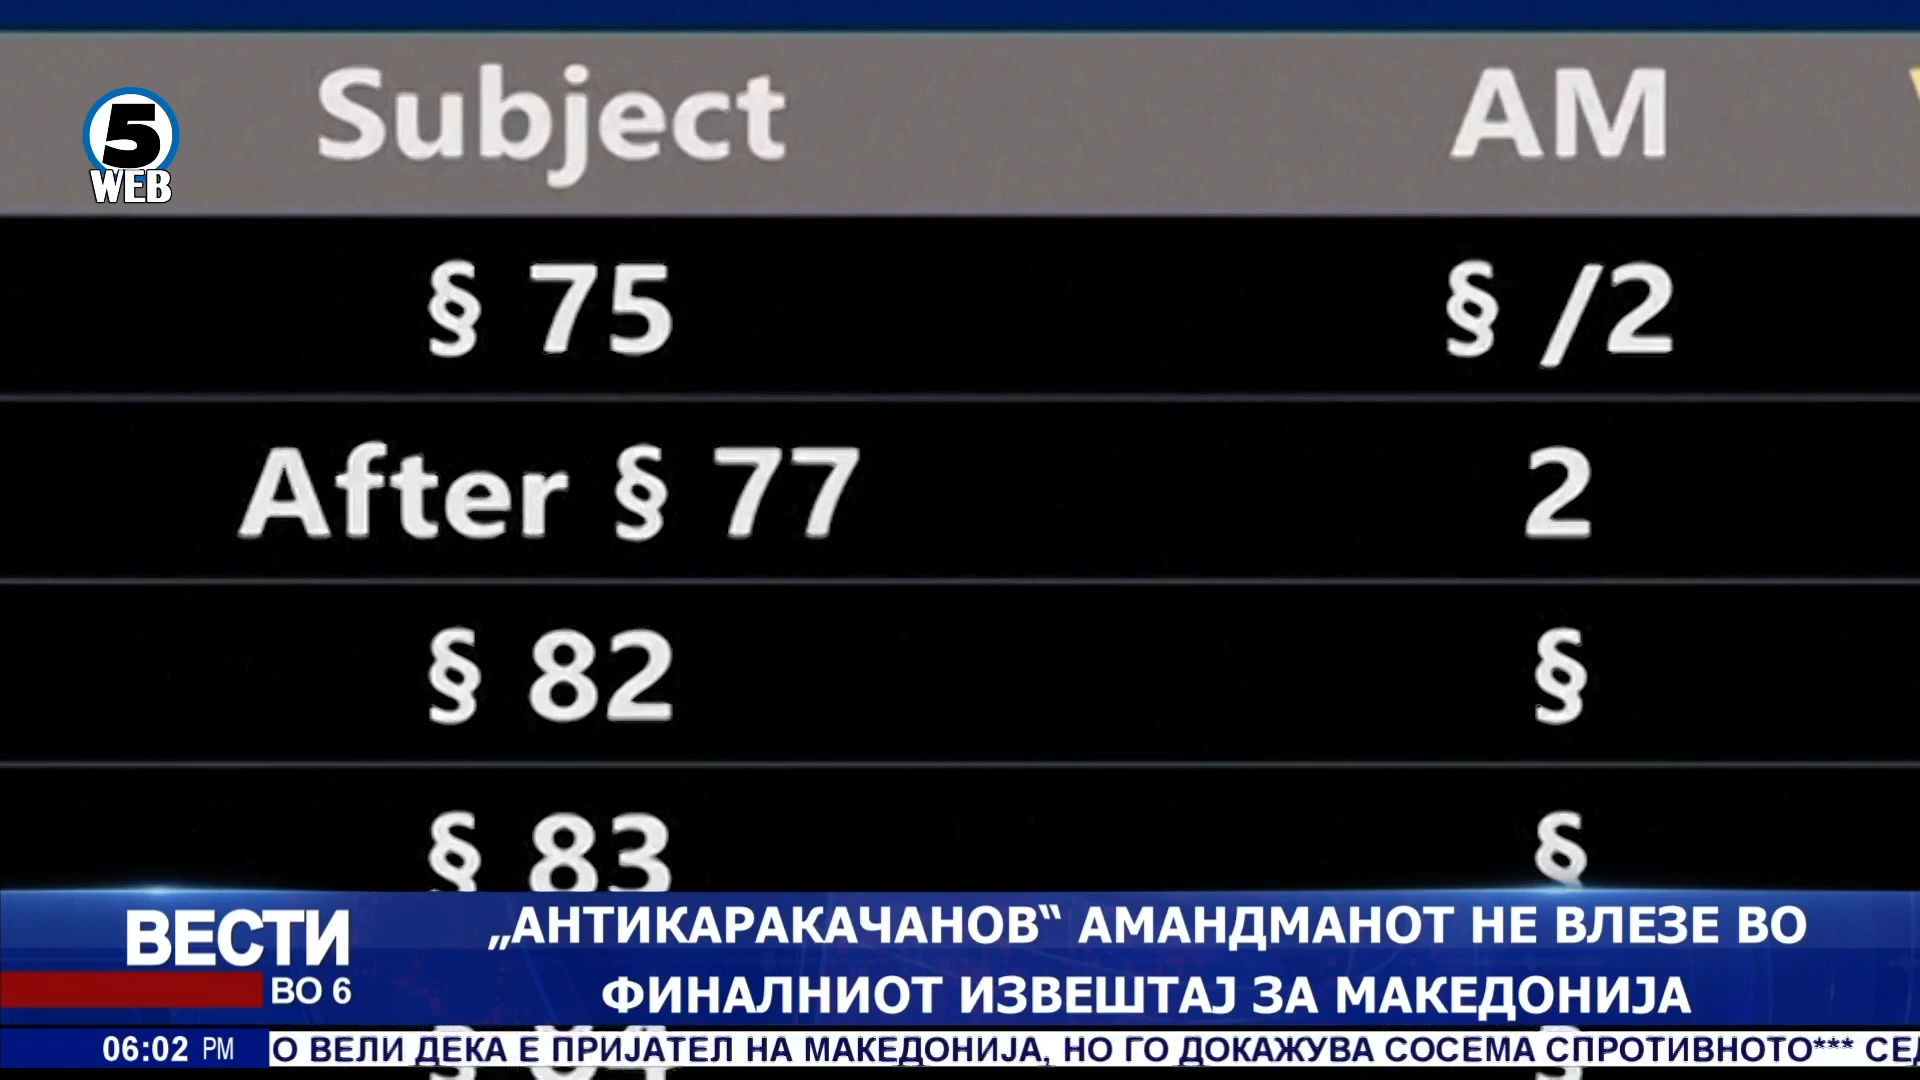 Subject AM
5
WEB
§ 75 § /2
After § 77 2
§ 82 §
§ 83 §
ВЕСТИ
ВО 6
„АНТИКАРАКАЧАНОВ“ АМАНДМАНОТ НЕ ВЛЕЗЕ ВО
ФИНАЛНИОТ ИЗВЕШТАЈ ЗА МАКЕДОНИЈА
06:02 PM
О ВЕЛИ ДЕКА Е ПРИЈАТЕЛ НА МАКЕДОНИЈА, НО ГО ДОКАЖУВА СОСЕМА СПРОТИВНОТО***